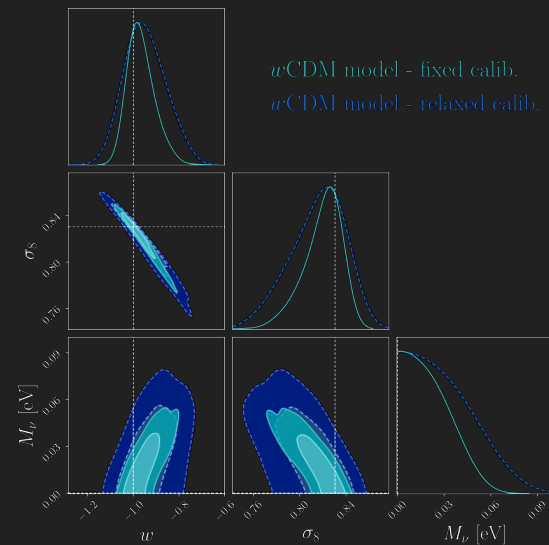 wCDM model - fixed calib.
wCDM model - relaxed calib.
σ8
0.84
0.80
0.76
Mν [eV]
0.09
0.06
0.03
0.00
−1.2 −1.0 −0.8 −0.6
0.76 0.80 0.84
0.00 0.03 0.06 0.09
w
σ8
Mν [eV]